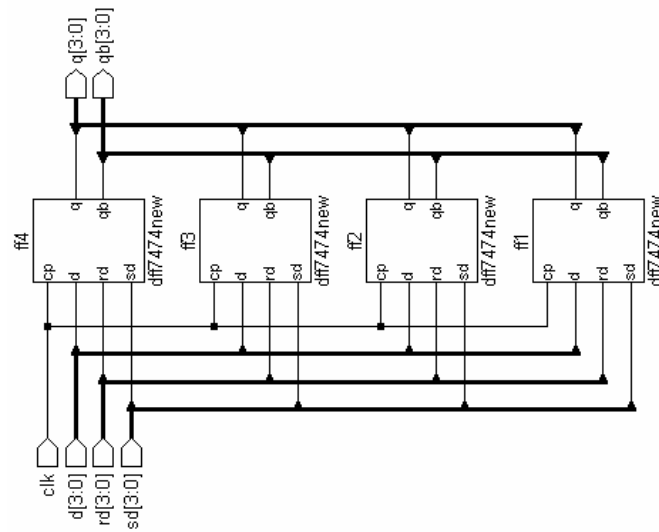 q[3:0]
qb[3:0]
ff4
q
qb
cp
d
rd
sd
dff7474new
ff3
q
qb
cp
d
rd
sd
dff7474new
ff2
q
qb
cp
d
rd
sd
dff7474new
ff1
q
qb
cp
d
rd
sd
dff7474new
clk
d[3:0]
rd[3:0]
sd[3:0]